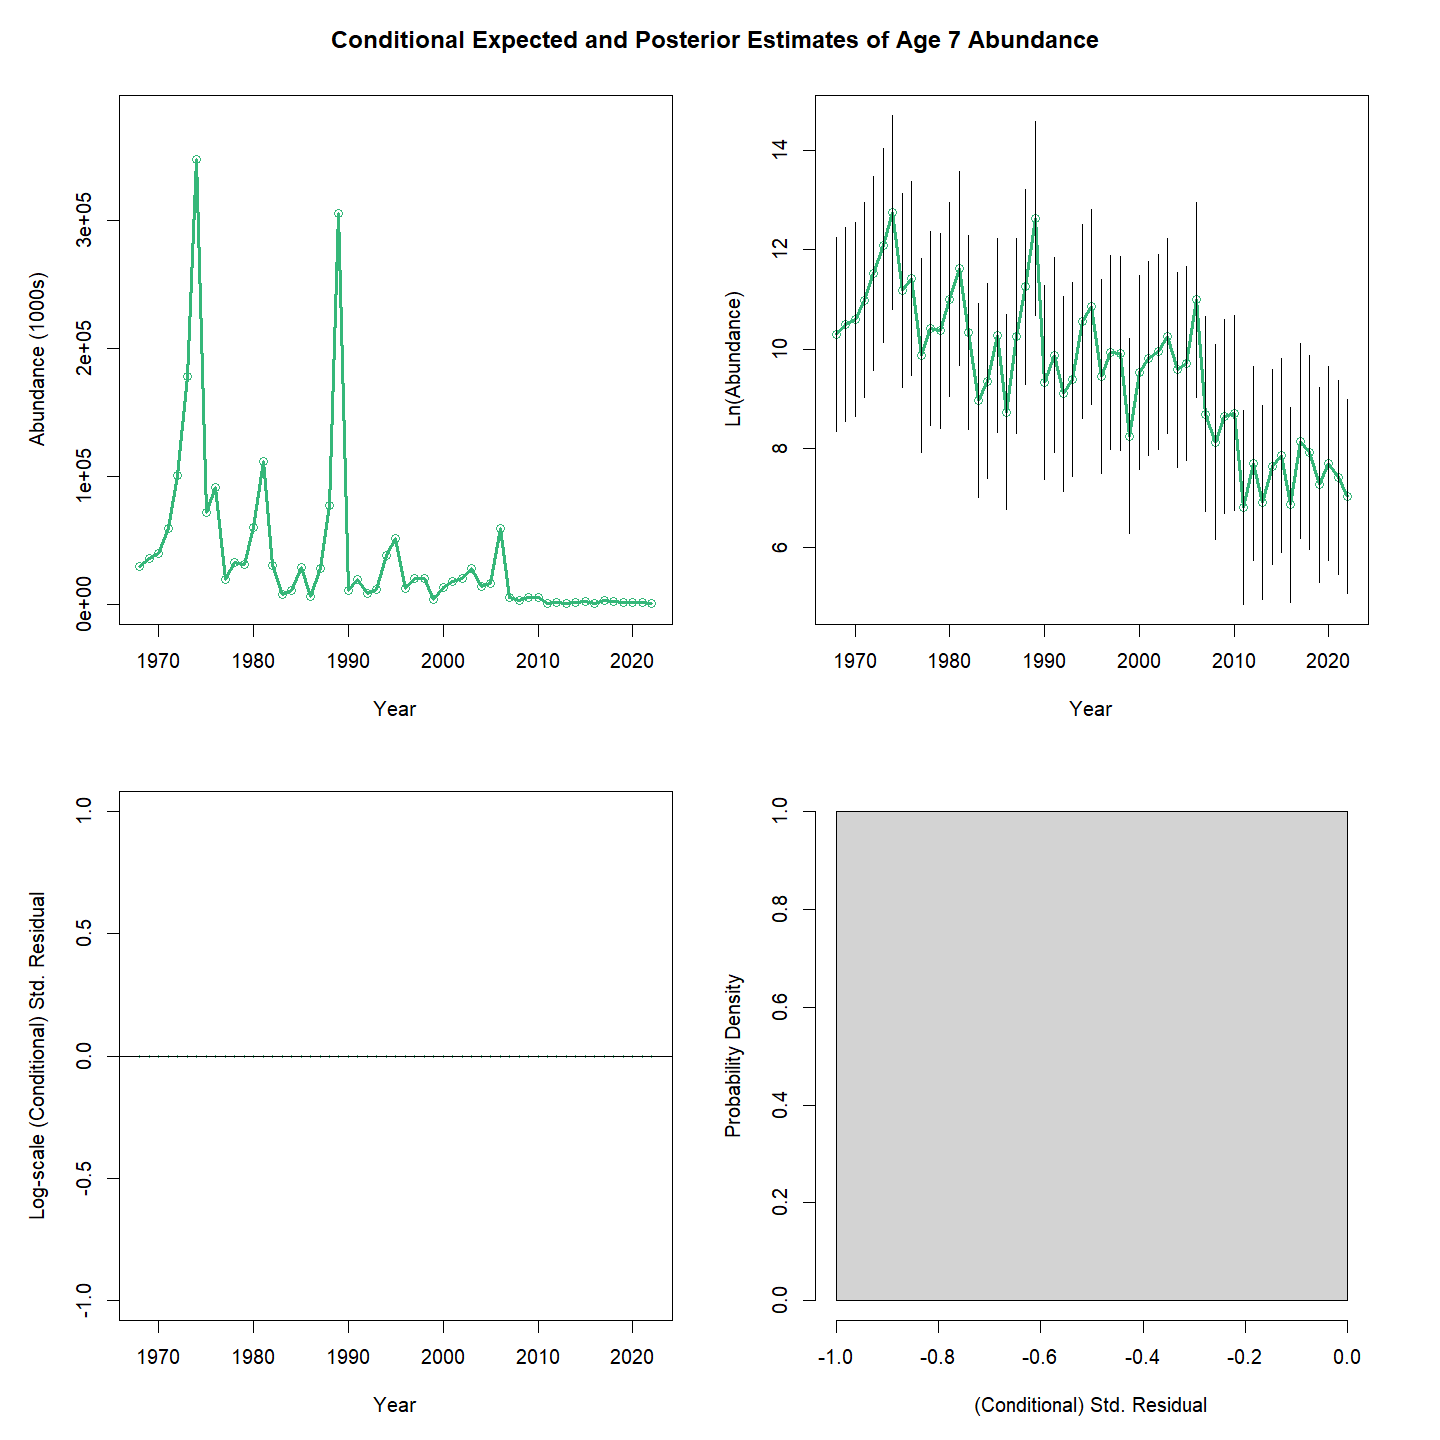 Conditional Expected and Posterior Estimates of Age 7 Abundance
Abundance (1000s)
3e+05
2e+05
1e+05
0e+00
1970 1980 1990 2000 2010 2020
Year
Ln(Abundance)
14
12
10
8
6
1970 1980 1990 2000 2010 2020
Year
Log-scale (Conditional) Std. Residual
1.0
0.5
0.0
-0.5
-1.0
1970 1980 1990 2000 2010 2020
Year
Probability Density
1.0
0.8
0.6
0.4
0.2
0.0
-1.0 -0.8 -0.6 -0.4 -0.2 0.0
(Conditional) Std. Residual